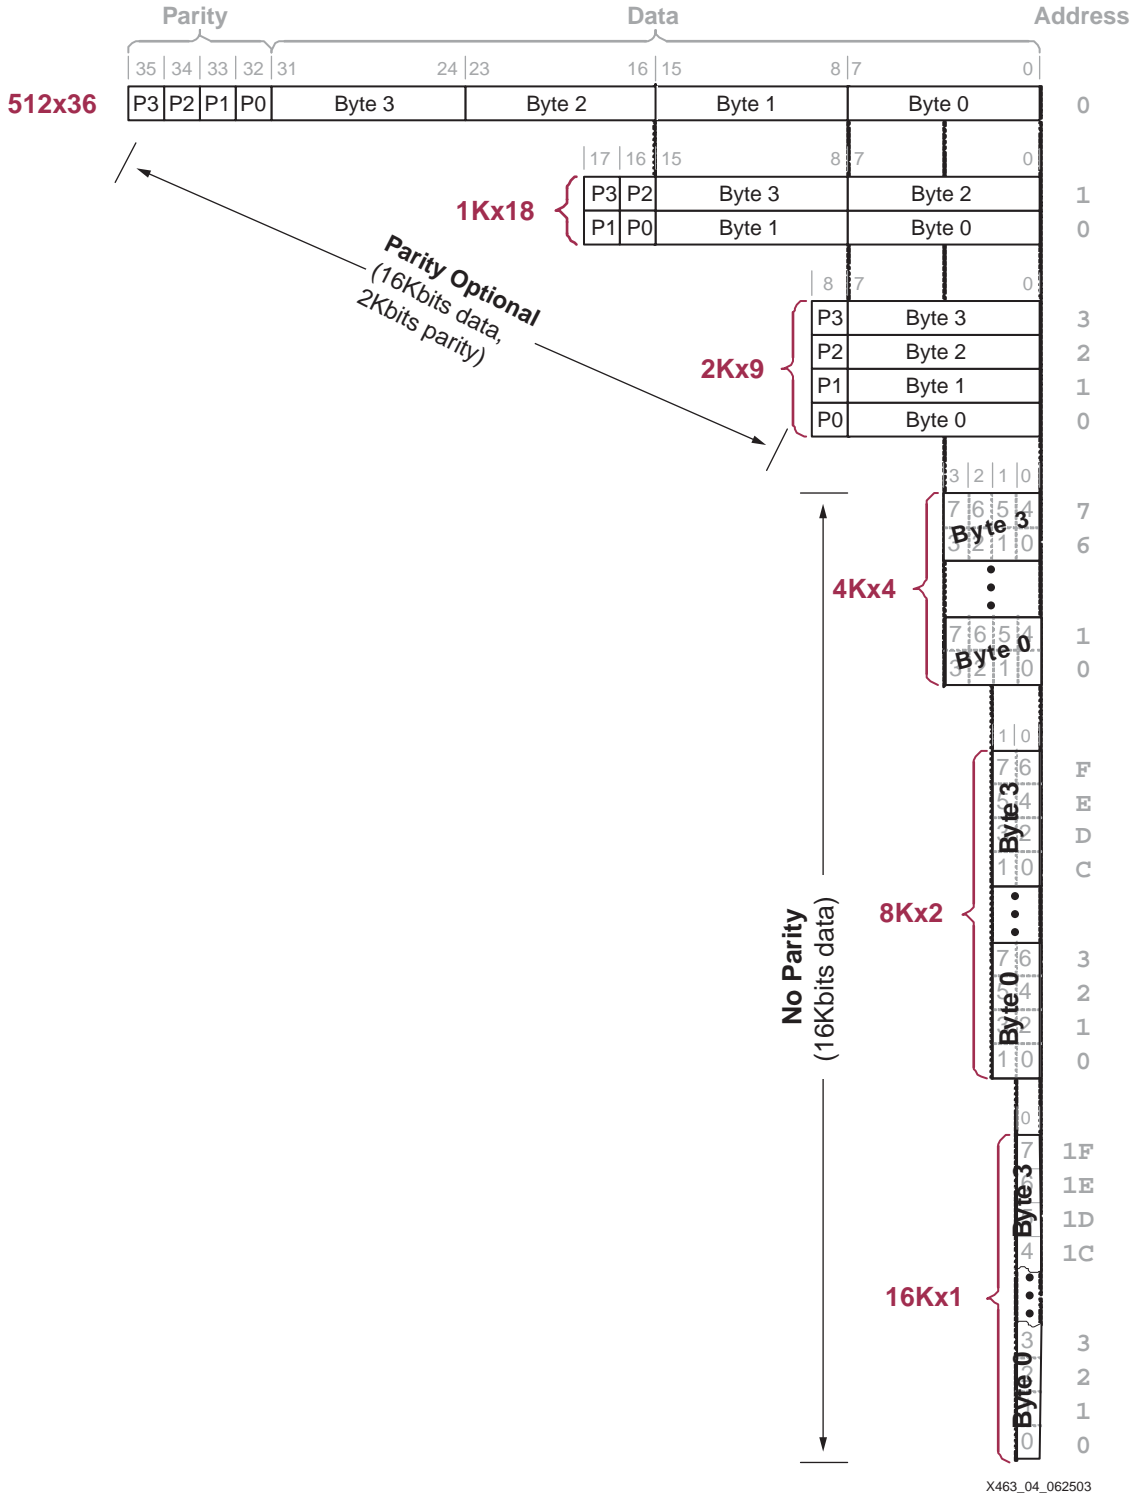 Parity Data Address
35 34 33 32 31 24 23 16 15 8 7 0
512x36 P3 P2 P1 P0 Byte 3 Byte 2 Byte 1 Byte 0 0
17 16 15 8 7 0
P3 P2 Byte 3 Byte 2 1
1Kx18
P1 P0 Byte 1 Byte 0 0
Parity Optional
(16Kbits data,
2Kbits parity)
8 7 0
P3 Byte 3 3
P2 Byte 2 2
2Kx9
P1 Byte 1 1
P0 Byte 0 0
3 2 1 0
7 6 5 4 7
Byte 3
3 2 1 0 6
4Kx4
7 6 5 4 1
Byte 0
3 2 1 0 0
1 0
7 6 F
5 4 E
Byte 3
3 2 D
1 0 C
8Kx2
7 6 3
5 4 2
Byte 0
3 2 1
1 0 0
No Parity
(16Kbits data)
0
7 1F
6 1E
Byte 3
1D
4 1C
16Kx1
3 3
2
Byte 0
1
0 0
X463_04_062503